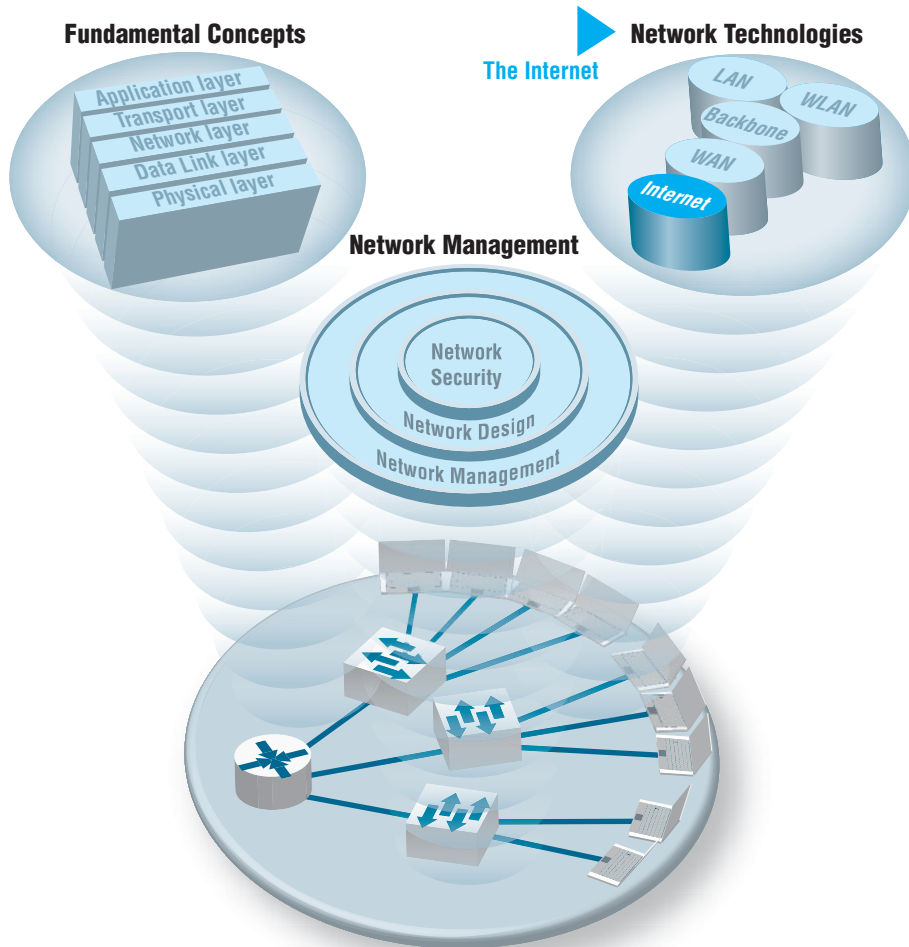 Fundamental Concepts
Application layer
Transport layer
Network layer
Data Link layer
Physical layer
The Internet
Network Technologies
LAN
WLAN
Backbone
WAN
Internet
Network Management
Network
Security
Network Design
Network Management